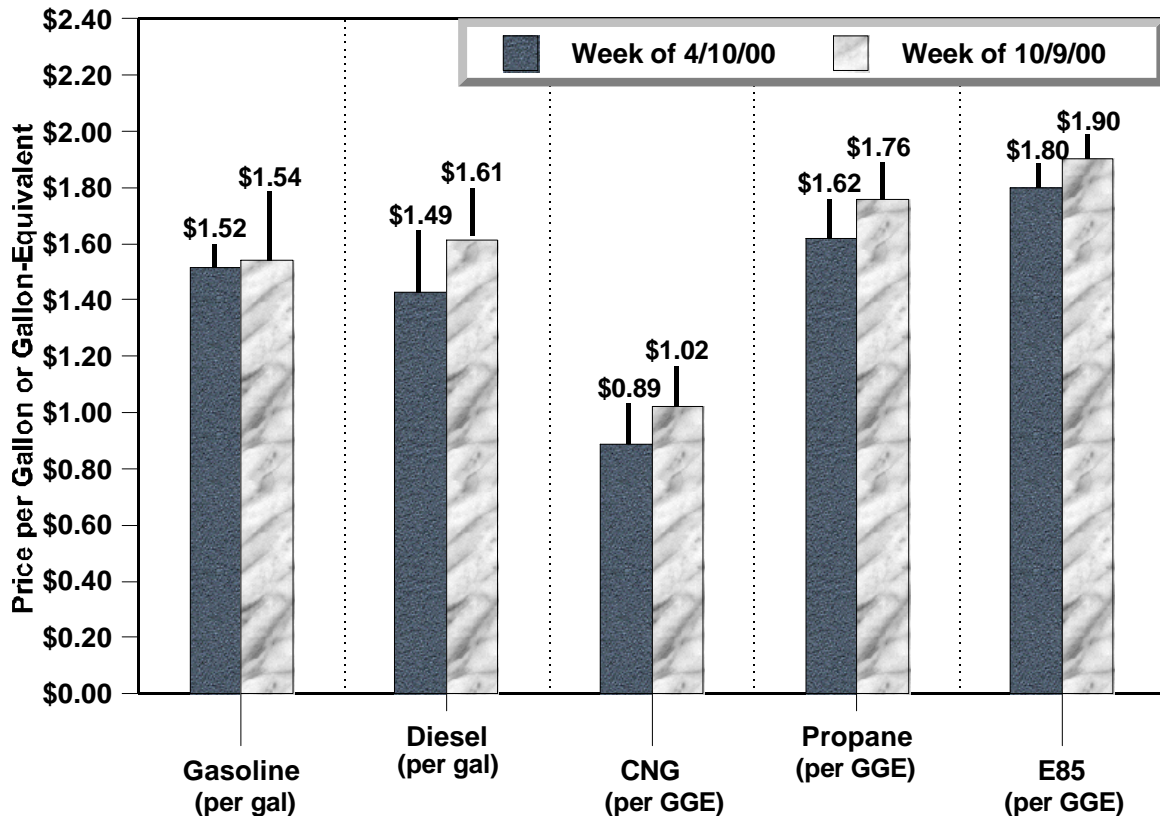 Price per Gallon or Gallon-Equivalent
$2.40
$2.20
$2.00
$1.80
$1.60
$1.40
$1.20
$1.00
$0.80
$0.60
$0.40
$0.20
$0.00
Week of 4/10/00
Week of 10/9/00
$1.52
$1.54
$1.49
$1.61
$0.89
$1.02
$1.62
$1.76
$1.80
$1.90
Gasoline
(per gal)
Diesel
(per gal)
CNG
(per GGE)
Propane
(per GGE)
E85
(per GGE)